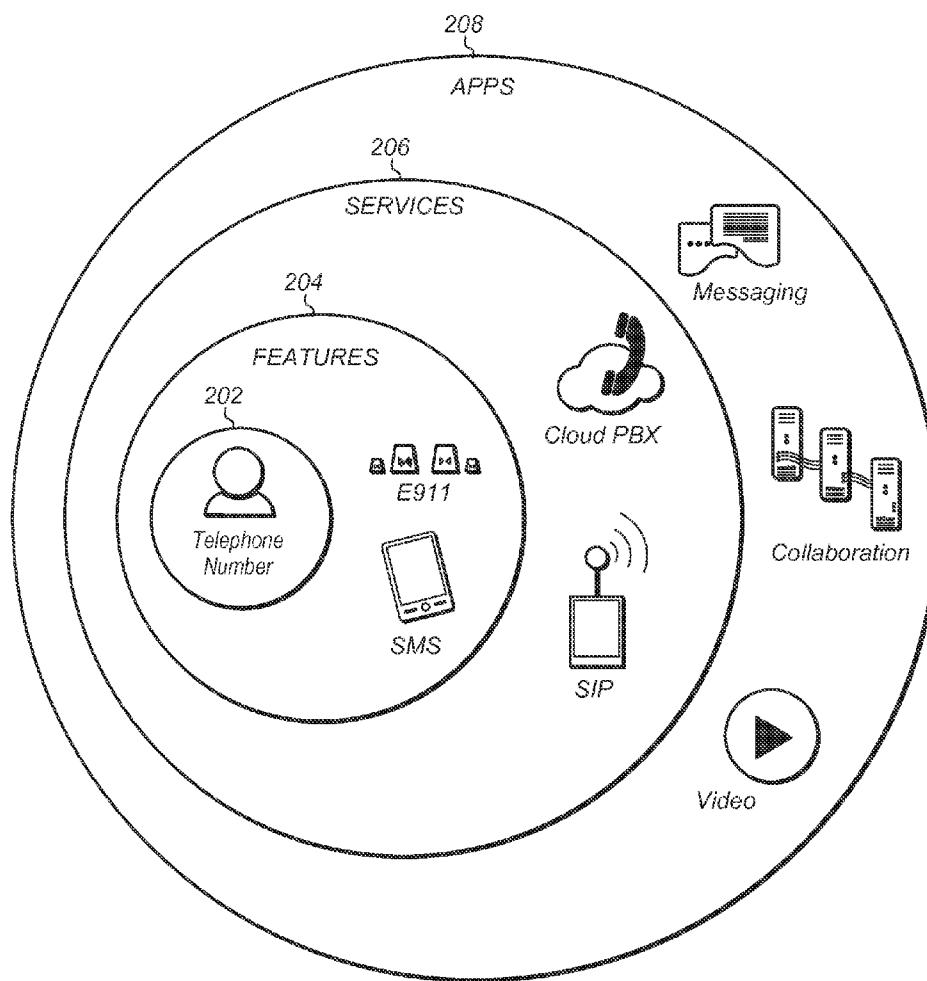 208
APPS
206
SERVICES
Messaging
204
FEATURES
Cloud PBX
202
E911
Telephone
Number
Collaboration
SMS
SIP
Video